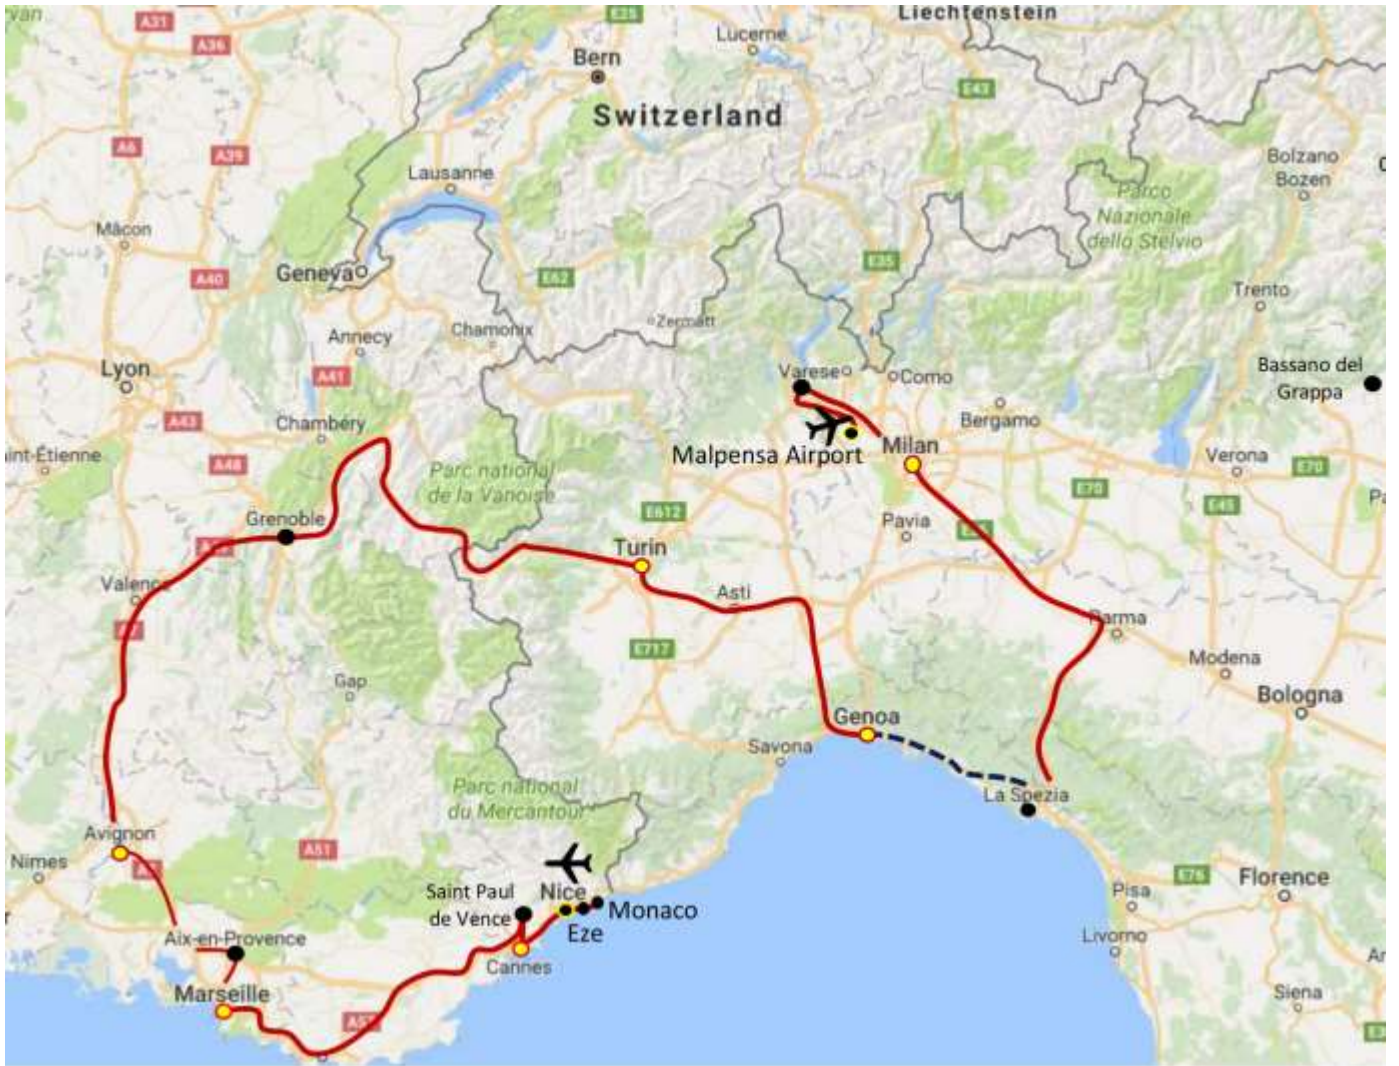 Liechtenstein
A31
E25
Lucerne
A36
Bern
E43
Switzerland
A6
A39
Bolzano
Bozen
Lausanne
Parco
Nazionale
dello Stelvio
Mâcon
Geneva
A40
E62
E35
Trento
Annecy
Chamonix
Zermatt
Lyon
A41
Varese
Como
Bassano del
Grappa
A43
Chambéry
Bergamo
int-Étienne
A48
Parc national
de la Vanoise
Malpensa Airport
Milan
Verona
E70
E70
E45
Grenoble
E612
Pavia
Turin
Valence
Asti
A7
Parma
E717
Modena
Gap
Bologna
Genoa
Savona
Parc national
du Mercantour
La Spezia
Avignon
A51
Nimes
E76
Florence
Saint Paul
de Vence
Nice
Monaco
Eze
Pisa
Aix-en-Provence
Livorno
Cannes
Marseille
Siena